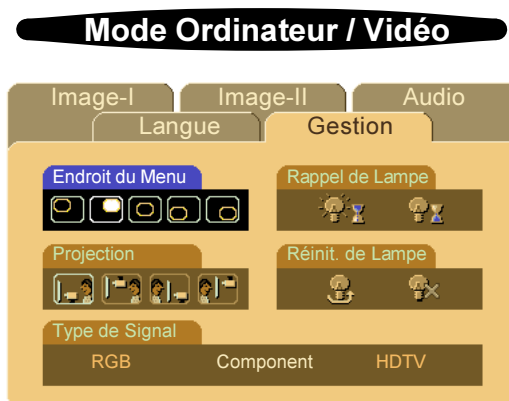 Mode Ordinateur / Vidéo
Image-I Image-II Audio
Langue Gestion
Endroit du Menu Rappel de Lampe
Projection Réinit. de Lampe
Type de Signal
RGB Component HDTV